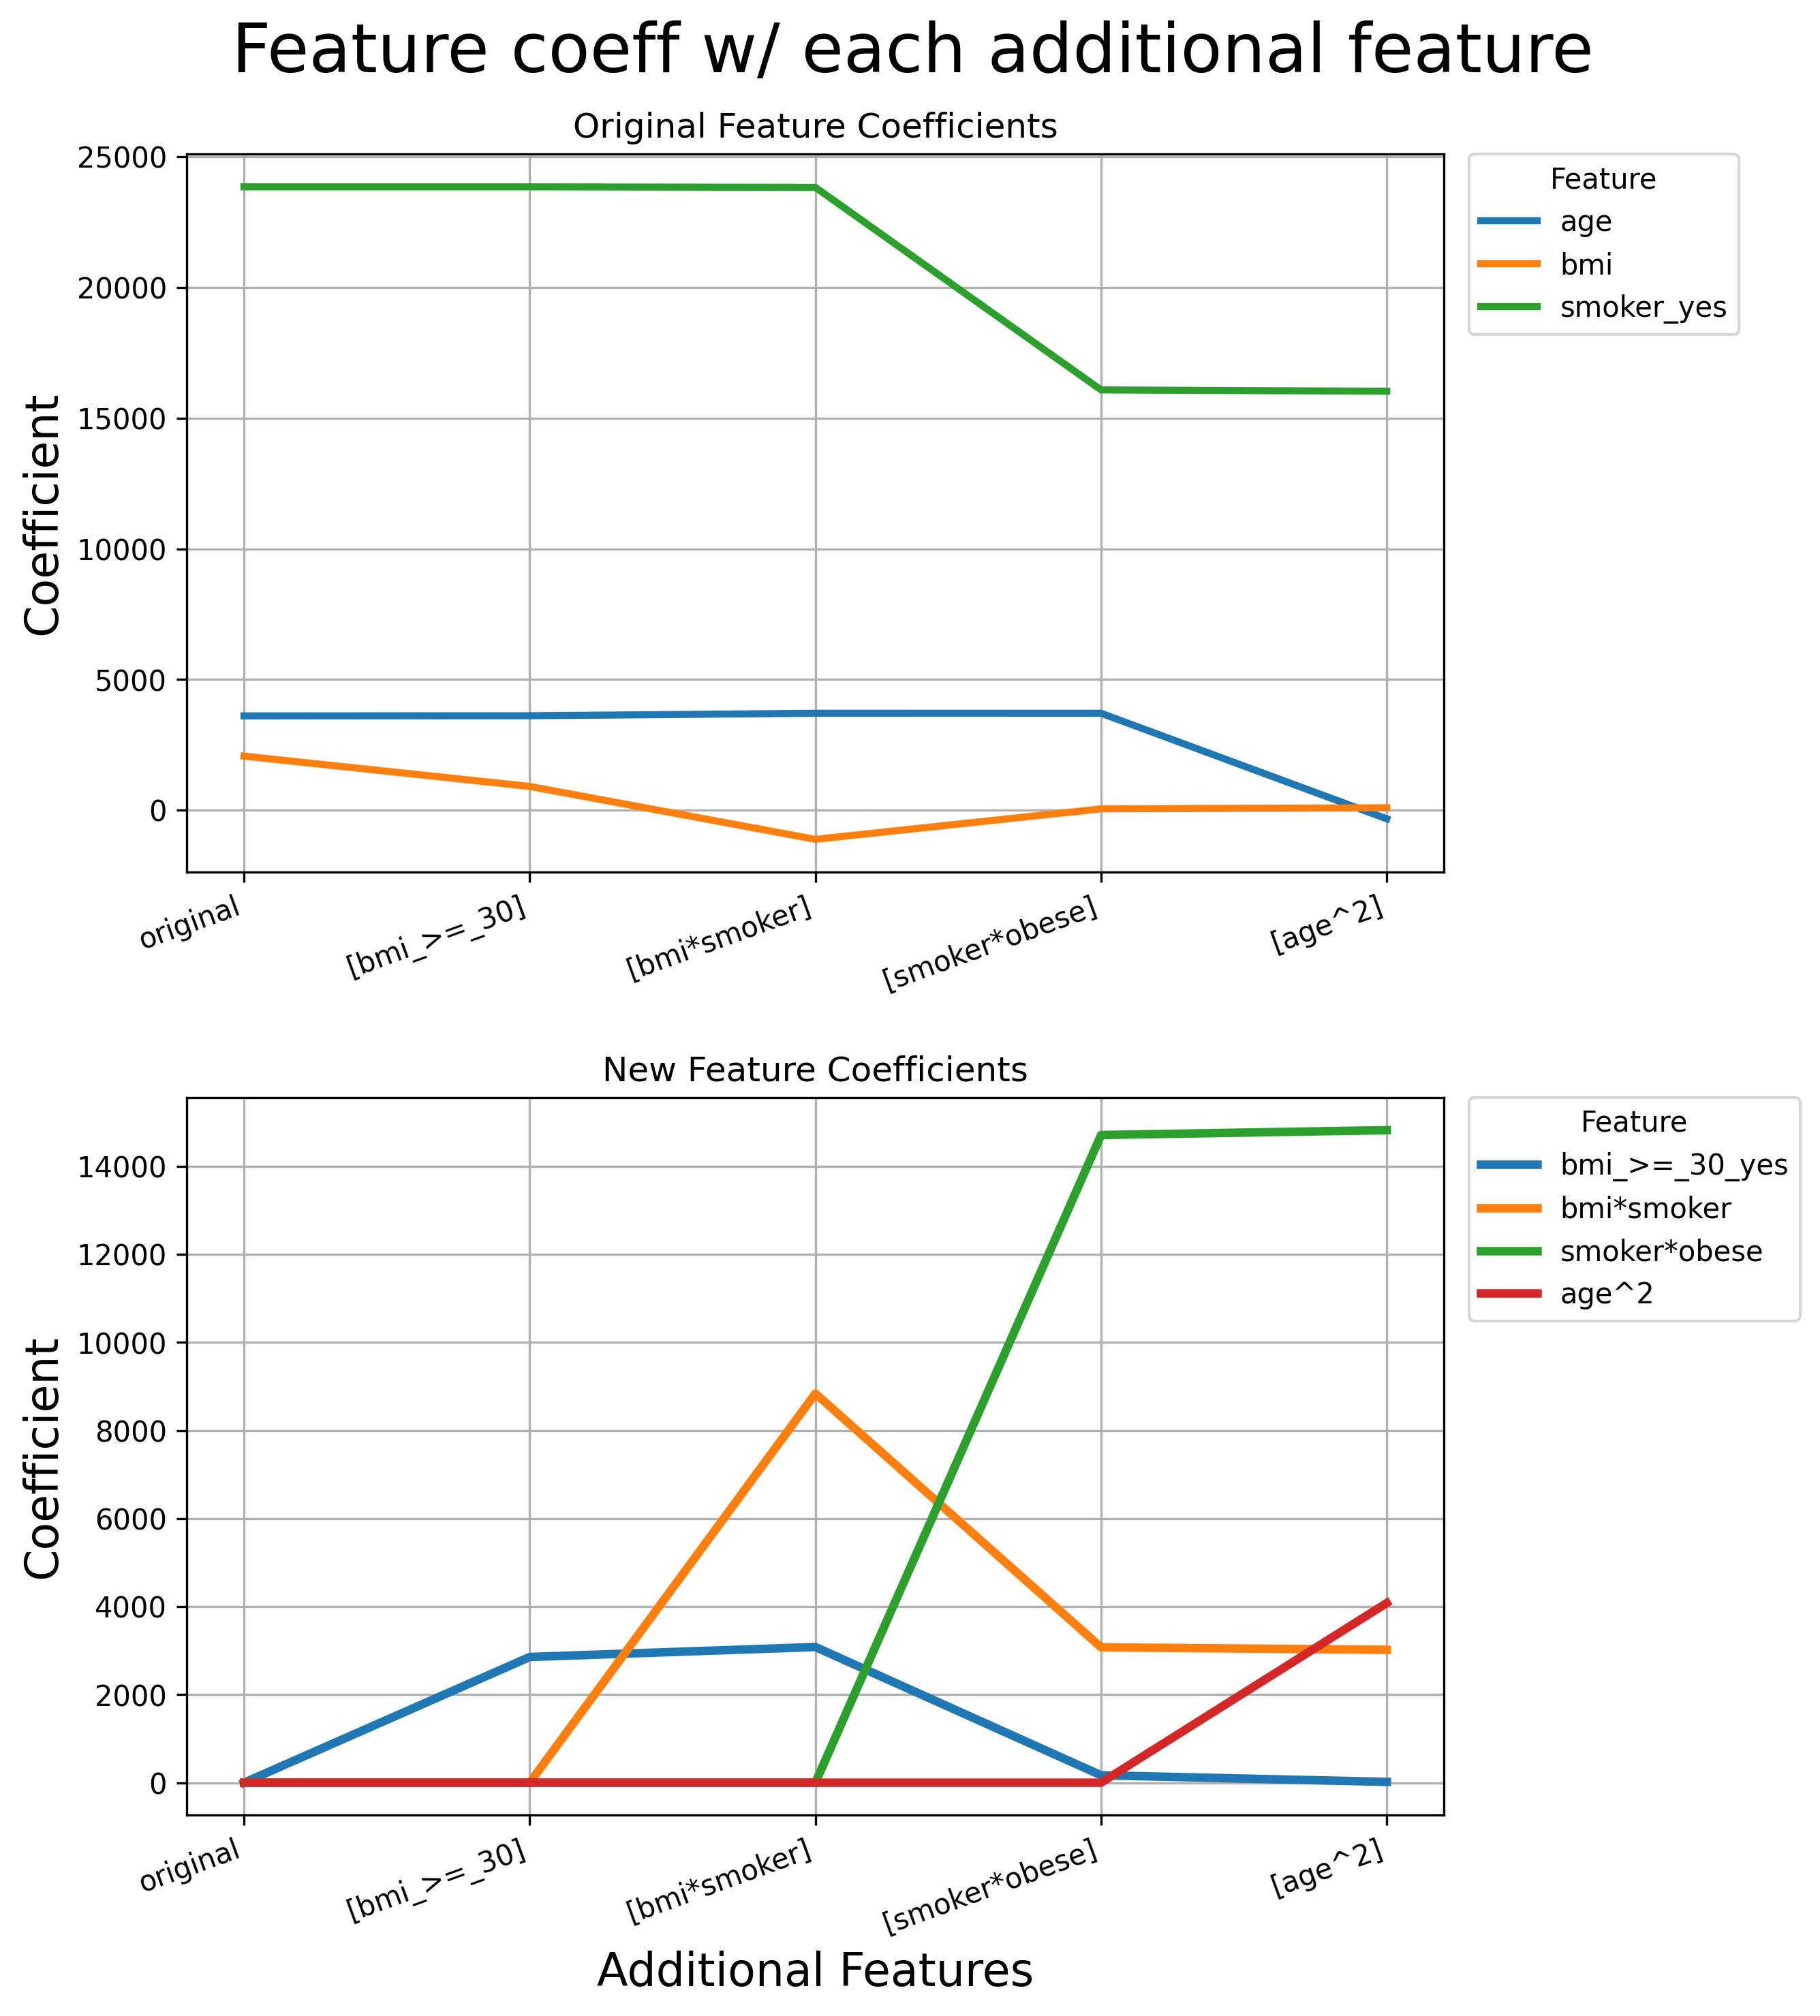 Feature coeff w/ each additional feature
Original Feature Coefficients
Coefficient
25000
20000
15000
10000
5000
0
original
[bmi_>=_30]
[bmi*smoker]
[smoker*obese]
[age^2]
Feature
age
bmi
smoker_yes
New Feature Coefficients
Coefficient
14000
12000
10000
8000
6000
4000
2000
0
original
[bmi_>=_30]
[bmi*smoker]
[smoker*obese]
[age^2]
Additional Features
Feature
bmi_>=_30_yes
bmi*smoker
smoker*obese
age^2